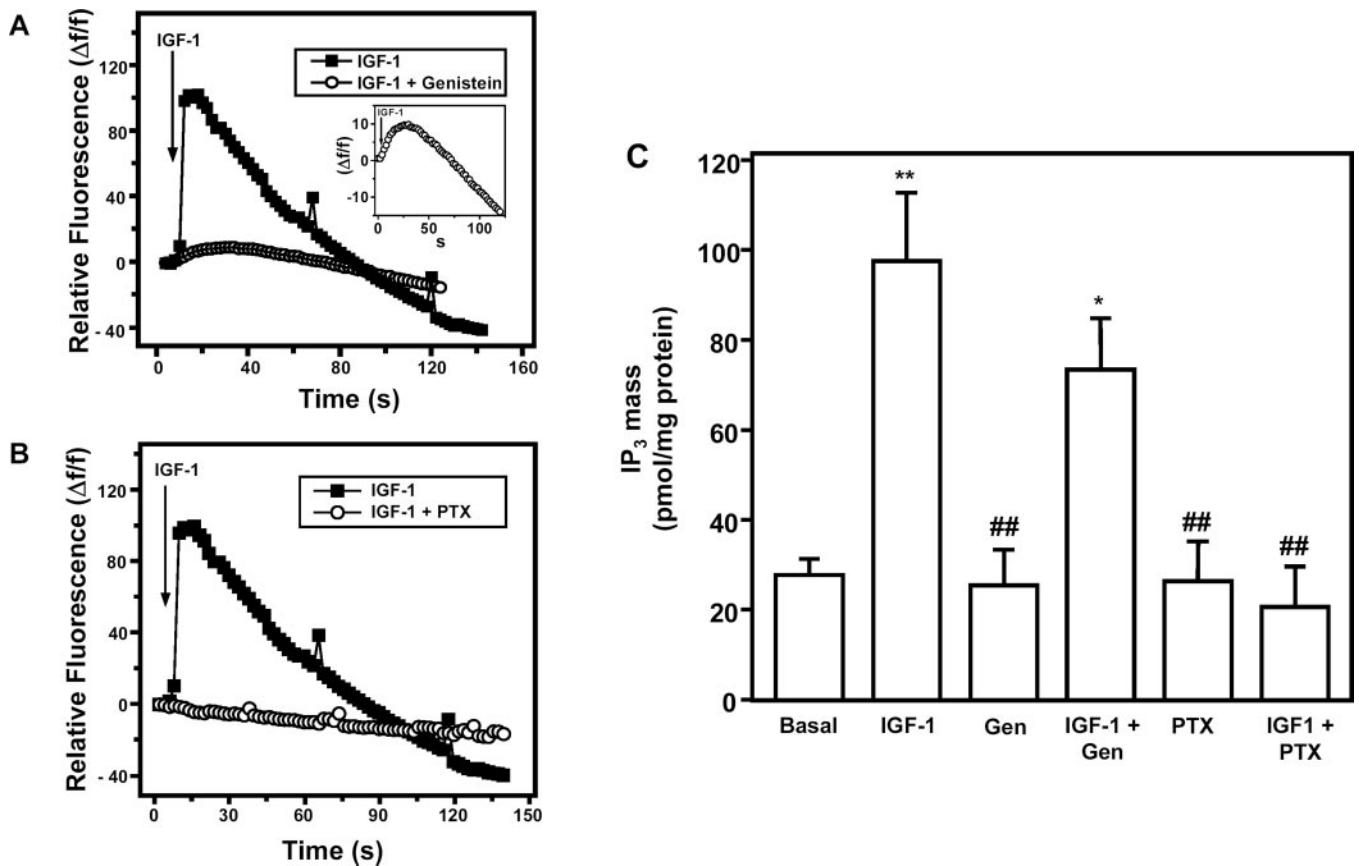 A
Relative Fluorescence (Δf/f)
IGF-1
120
80
40
0
- 40
IGF-1
IGF-1 + Genistein
(Δf/f)
IGF-1
10
0
-10
0
50
100
s
0
40
80
120
160
Time (s)
B
Relative Fluorescence (Δf/f)
IGF-1
120
80
40
0
- 40
IGF-1
IGF-1 + PTX
0
30
60
90
120
150
Time (s)
C
IP₃ mass
(pmol/mg protein)
120
100
80
60
40
20
0
**
*
##
##
##
Basal
IGF-1
Gen
IGF-1 +
Gen
PTX
IGF1 +
PTX